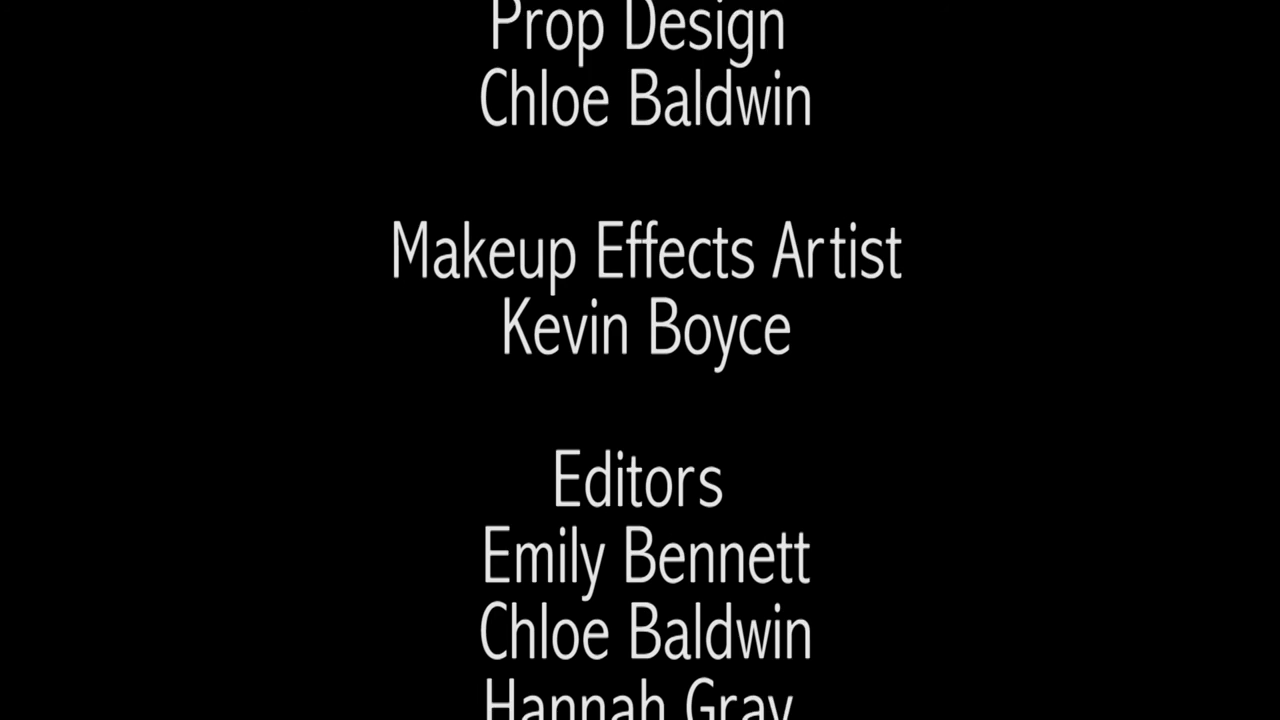 Prop Design
Chloe Baldwin
Makeup Effects Artist
Kevin Boyce
Editors
Emily Bennett
Chloe Baldwin
Hannah Gray